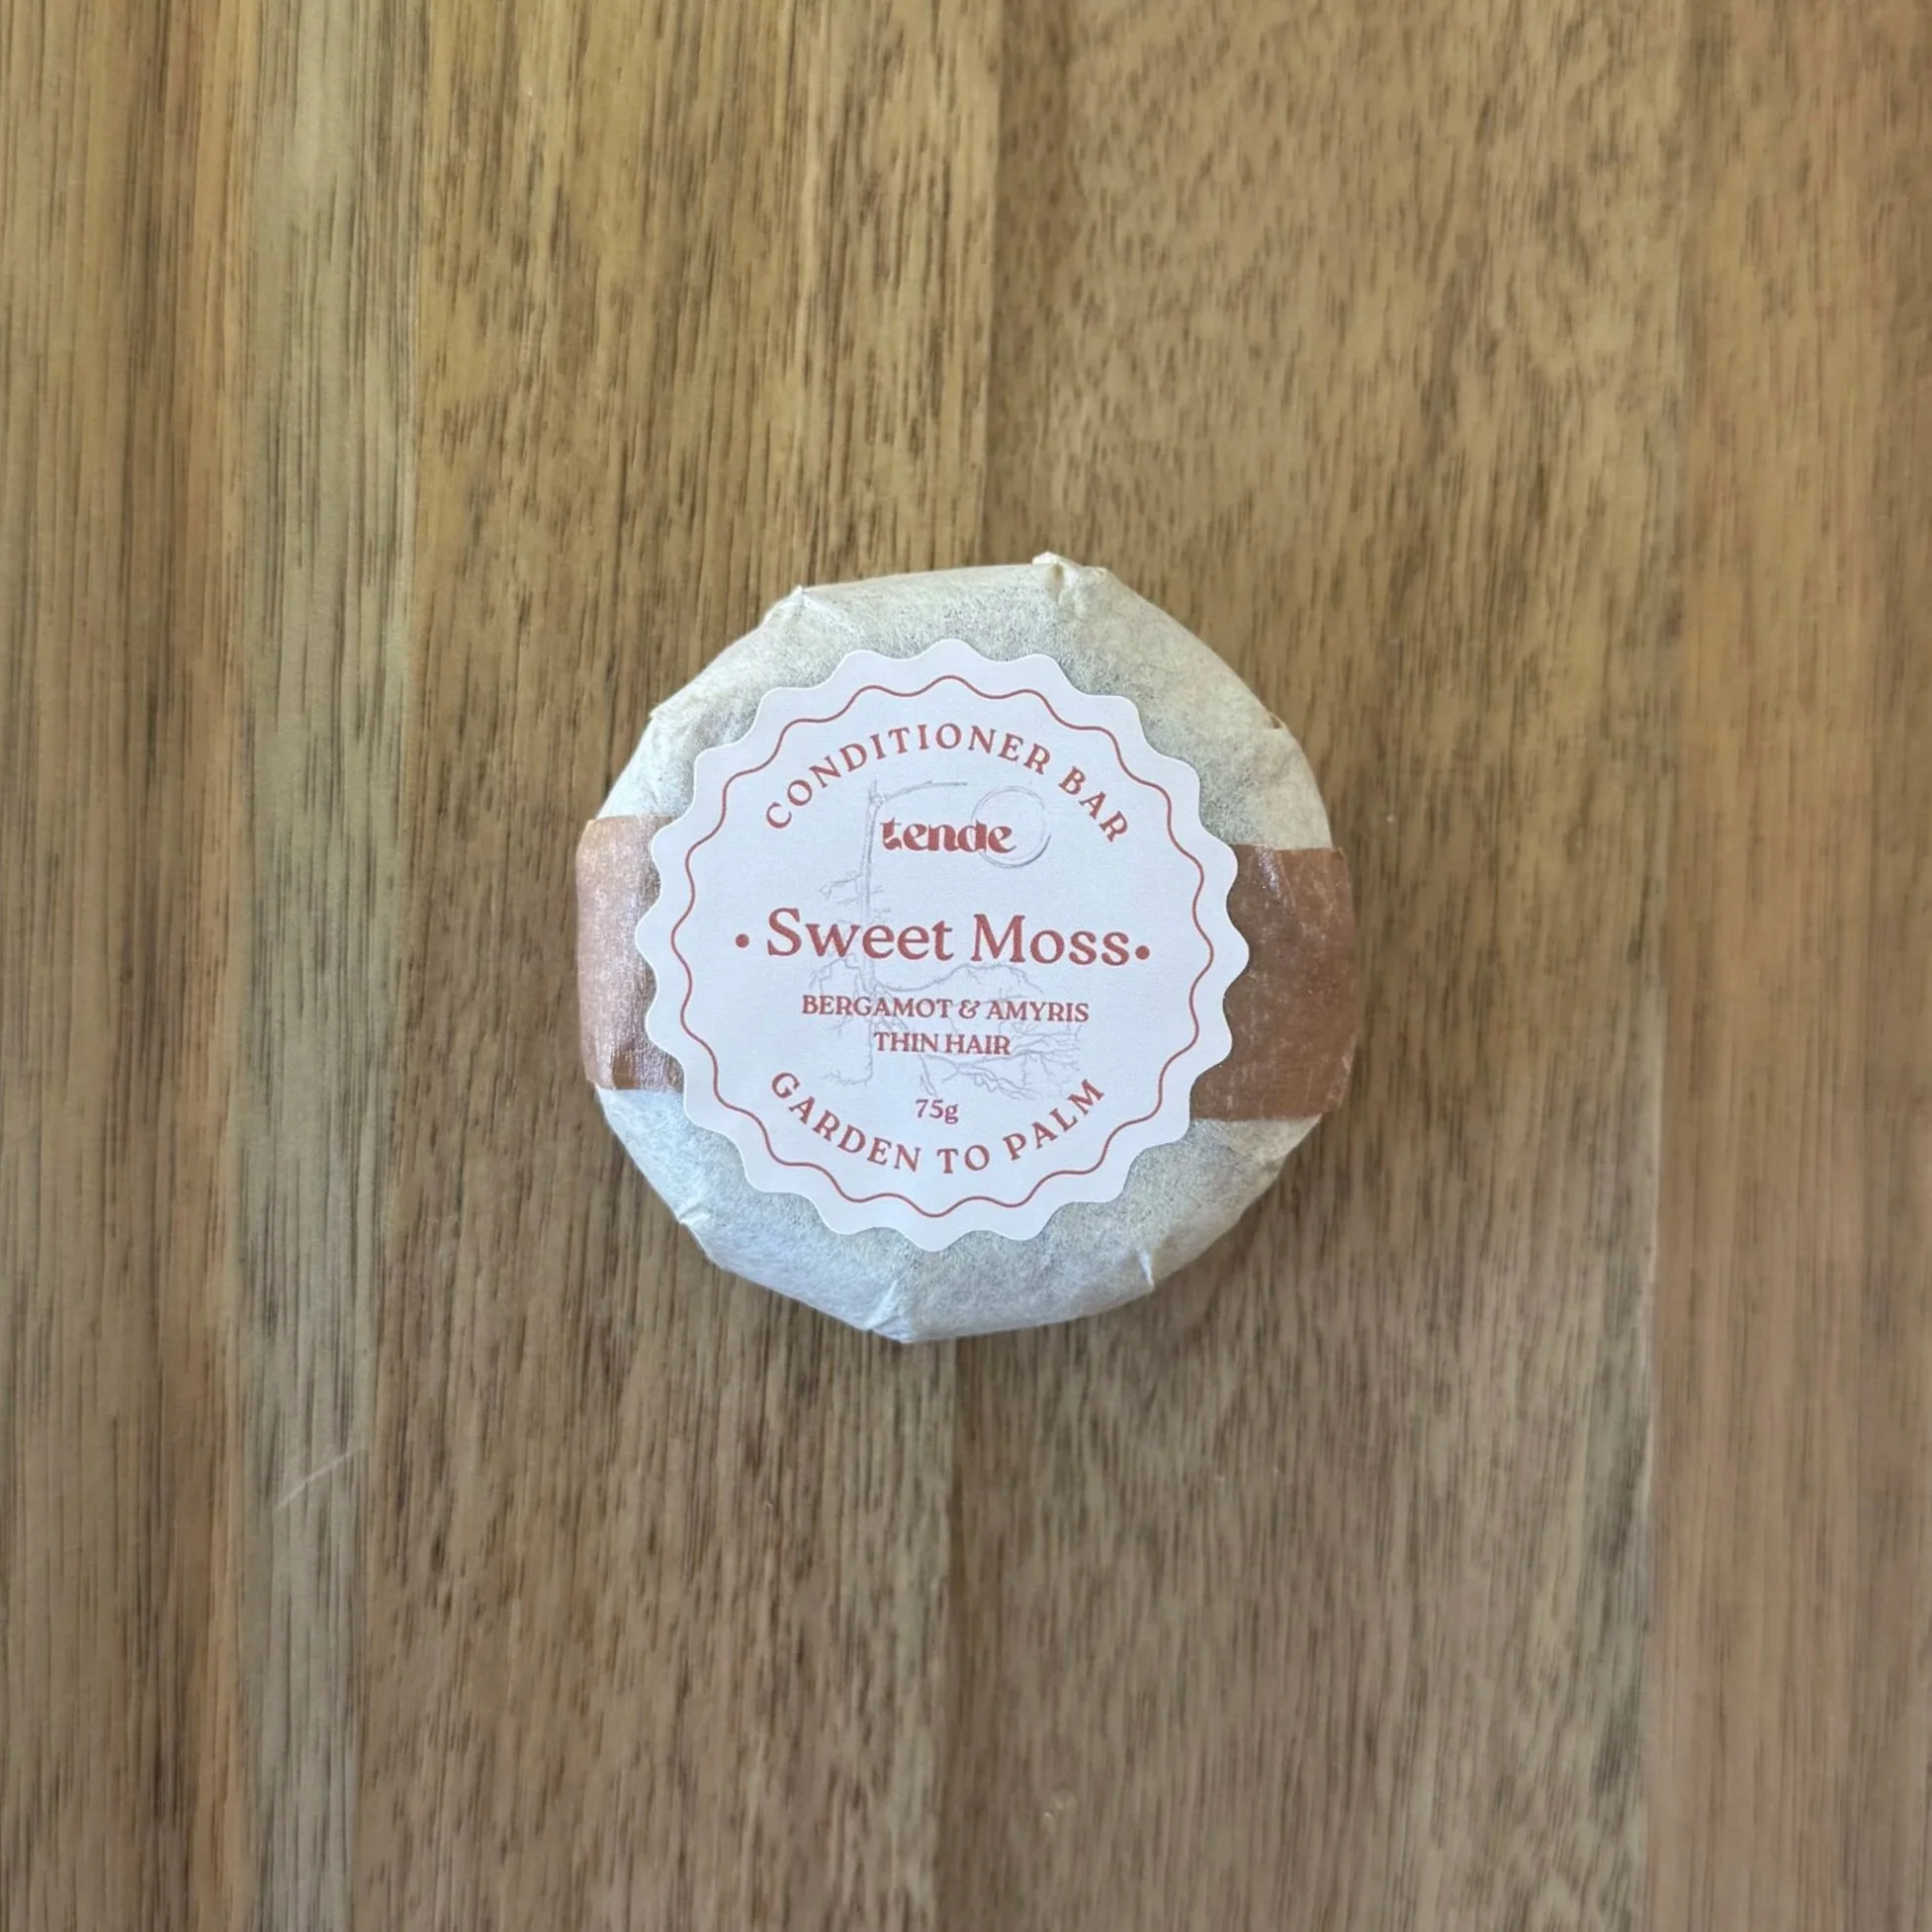 CONDITIONER BAR
tende
• Sweet Moss •
BERGAMOT & AMYRIS
THIN HAIR
75g
GARDEN TO PALM